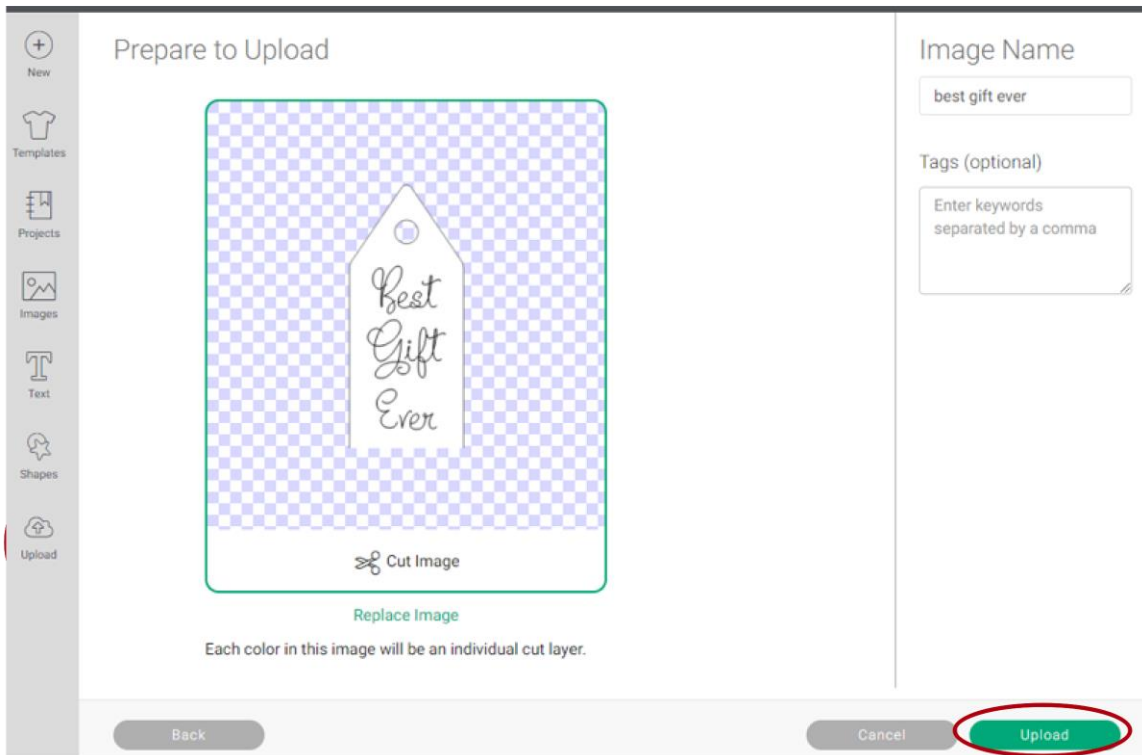 New
Templates
Projects
Images
Text
Shapes
Upload
Prepare to Upload
Best
Gift
Ever
Cut Image
Replace Image
Each color in this image will be an individual cut layer.
Image Name
best gift ever
Tags (optional)
Enter keywords
separated by a comma
Back
Cancel
Upload